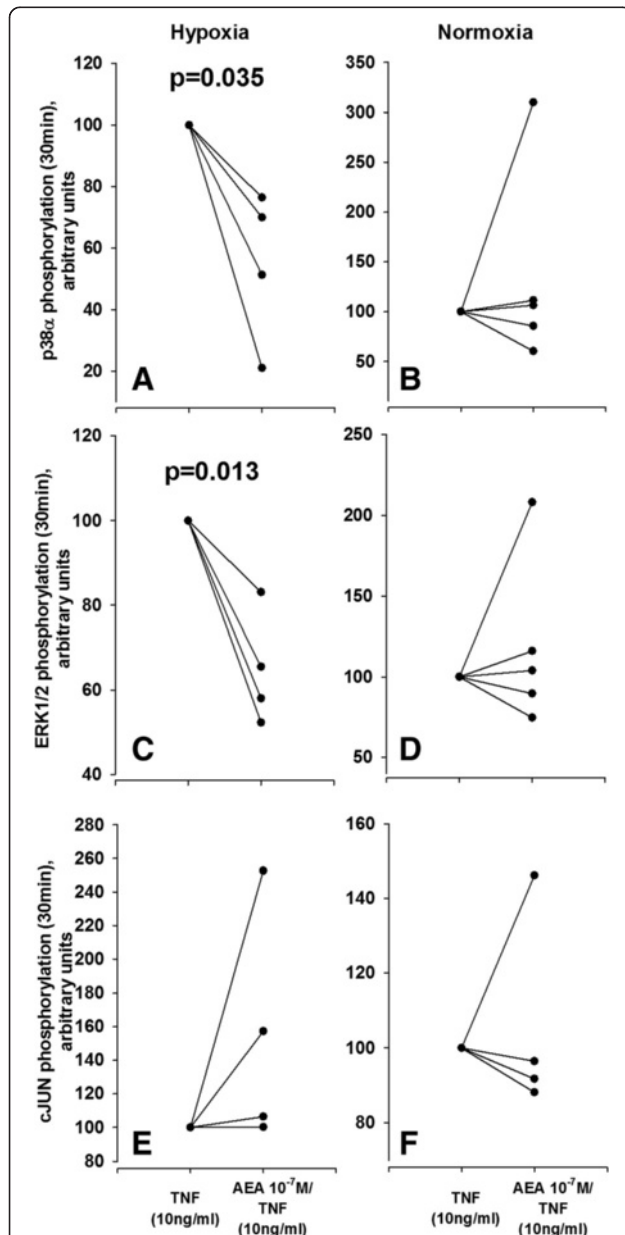 Hypoxia
Normoxia
p38α phosphorylation (30min),
arbitrary units
120
100
80
60
40
20
p=0.035
A
350
300
250
200
150
100
50
B
ERK1/2 phosphorylation (30min),
arbitrary units
120
100
80
60
40
p=0.013
C
250
200
150
100
50
D
cJUN phosphorylation (30min),
arbitrary units
280
260
240
220
200
180
160
140
120
100
80
E
160
140
120
100
80
F
TNF
(10ng/ml)
AEA 10⁻⁷M/
TNF
(10ng/ml)
TNF
(10ng/ml)
AEA 10⁻⁷M/
TNF
(10ng/ml)